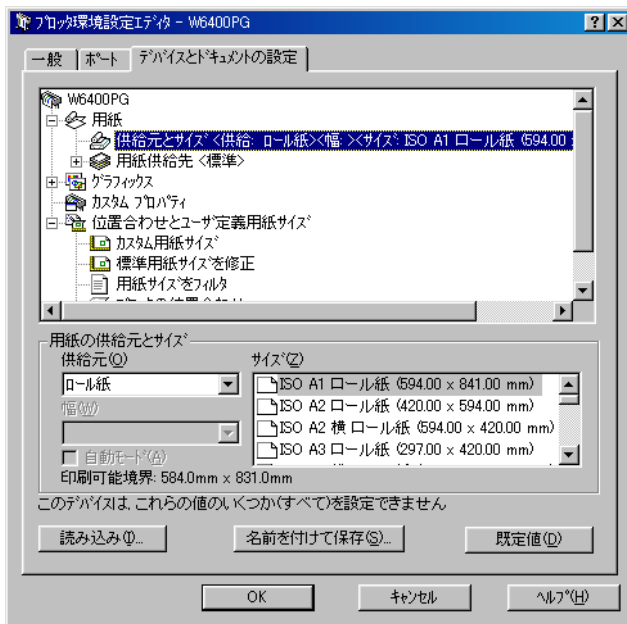 プロッタ環境設定エディタ - W6400PG
一般 ポート デバイスとドキュメントの設定
W6400PG
用紙
供給元とサイズ <供給: ロール紙><幅: ><サイズ: ISO A1 ロール紙 (594.00
用紙供給先 <標準>
グラフィックス
カスタム プロパティ
位置合わせとユーザ定義用紙サイズ
カスタム用紙サイズ
標準用紙サイズを修正
用紙サイズをフィルタ
用紙の供給元とサイズ
供給元(O)
ロール紙
幅(W)
自動モード(A)
サイズ(Z)
ISO A1 ロール紙 (594.00 x 841.00 mm)
ISO A2 ロール紙 (420.00 x 594.00 mm)
ISO A2 横 ロール紙 (594.00 x 420.00 mm)
ISO A3 ロール紙 (297.00 x 420.00 mm)
印刷可能境界: 584.0mm x 831.0mm
このデバイスは、これらの値のいくつか(すべて)を設定できません
読み込み(I)... 名前を付けて保存(S)... 既定値(D)
OK キャンセル ヘルプ(H)